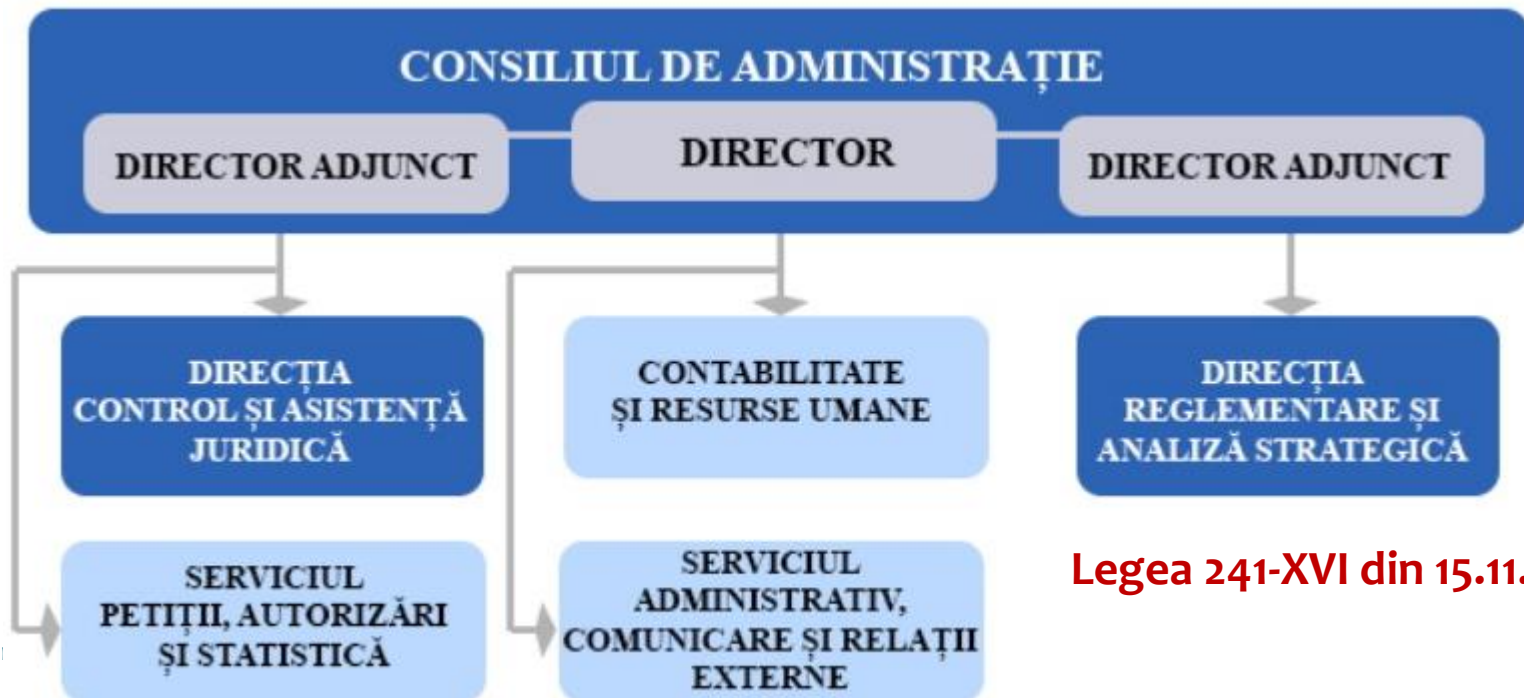 CONSILIUL DE ADMINISTRAȚIE
DIRECTOR ADJUNCT
DIRECTOR
DIRECTOR ADJUNCT
DIRECȚIA
CONTROL ȘI ASISTENȚĂ
JURIDICĂ
CONTABILITATE
ȘI RESURSE UMANE
DIRECȚIA
REGLEMENTARE ȘI
ANALIZĂ STRATEGICĂ
SERVICIUL
PETIȚII, AUTORIZĂRI
ȘI STATISTICĂ
SERVICIUL
ADMINISTRATIV,
COMUNICARE ȘI RELAȚII
EXTERNE
Legea 241-XVI din 15.11.